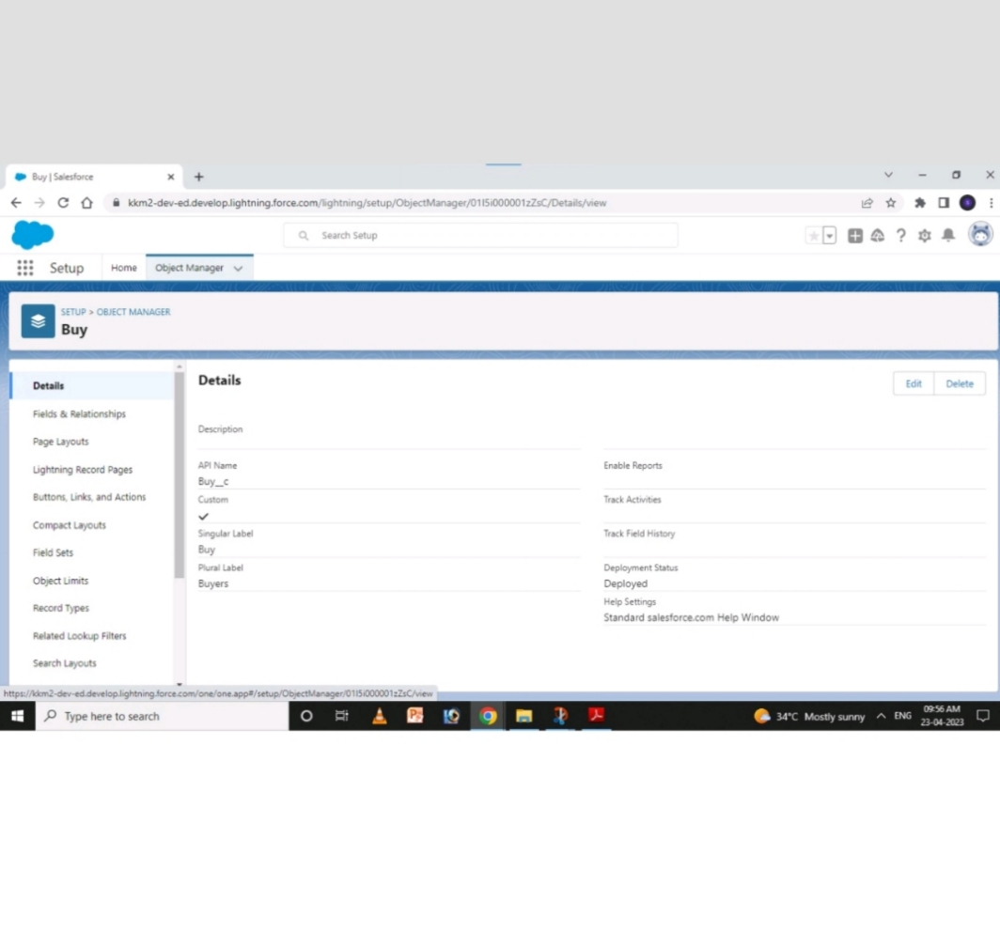 Buy | Salesforce
kkm2-dev-ed.develop.lightning.force.com/lightning/setup/ObjectManager/01I5i000001zZsC/Details/view
Search Setup
Setup Home Object Manager
SETUP > OBJECT MANAGER
Buy
Details
Fields & Relationships
Page Layouts
Lightning Record Pages
Buttons, Links, and Actions
Compact Layouts
Field Sets
Object Limits
Record Types
Related Lookup Filters
Search Layouts
Details
Edit Delete
Description
API Name
Buy__c
Custom
Singular Label
Buy
Plural Label
Buyers
Enable Reports
Track Activities
Track Field History
Deployment Status
Deployed
Help Settings
Standard salesforce.com Help Window
https://kkm2-dev-ed.develop.lightning.force.com/one/one.app#/setup/ObjectManager/01I5i000001zZsC/view
Type here to search
34°C Mostly sunny
ENG
09:56 AM
23-04-2023